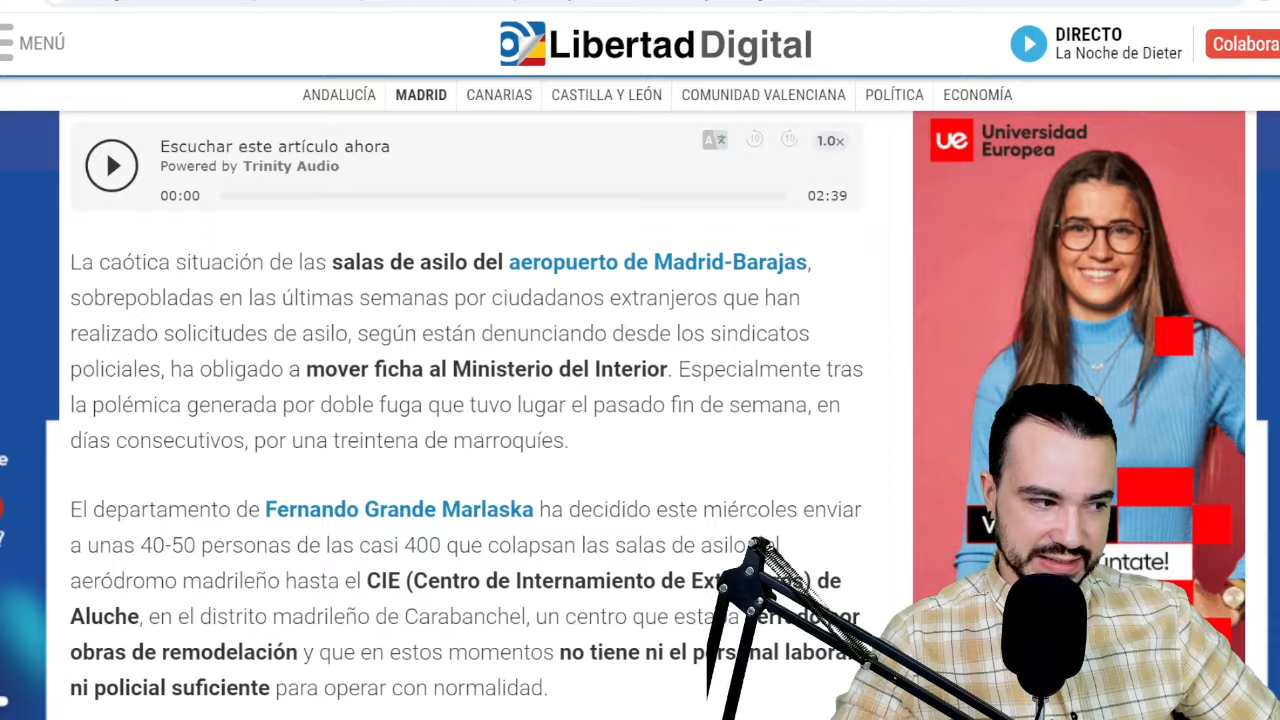 MENÚ
Libertad Digital
DIRECTO
La Noche de Dieter
Colabora
ANDALUCÍA MADRID CANARIAS CASTILLA Y LEÓN COMUNIDAD VALENCIANA POLÍTICA ECONOMÍA
Escuchar este artículo ahora
Powered by Trinity Audio
1.0x
00:00 02:39
La caótica situación de las salas de asilo del aeropuerto de Madrid-Barajas,
sobrepobladas en las últimas semanas por ciudadanos extranjeros que han
realizado solicitudes de asilo, según están denunciando desde los sindicatos
policiales, ha obligado a mover ficha al Ministerio del Interior. Especialmente tras
la polémica generada por doble fuga que tuvo lugar el pasado fin de semana, en
días consecutivos, por una treintena de marroquíes.
El departamento de Fernando Grande Marlaska ha decidido este miércoles enviar
a unas 40-50 personas de las casi 400 que colapsan las salas de asilo
aeródromo madrileño hasta el CIE (Centro de Internamiento de de
Aluche, en el distrito madrileño de Carabanchel, un centro que por
obras de remodelación y que en estos momentos no tiene ni el
ni policial suficiente para operar con normalidad.
ue Universidad
Europea